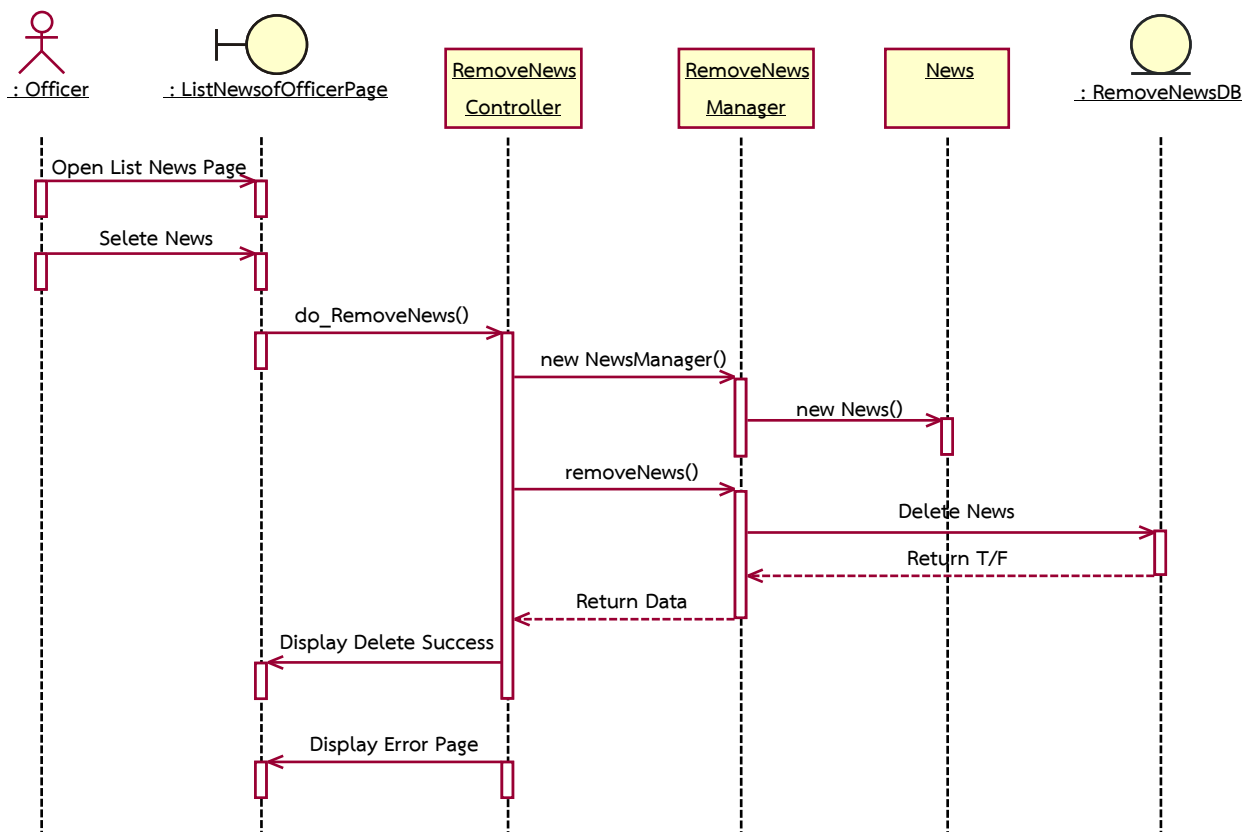 : Officer
: ListNewsofOfficerPage
RemoveNews
Controller
RemoveNews
Manager
News
: RemoveNewsDB
Open List News Page
Selete News
do_RemoveNews()
new NewsManager()
new News()
removeNews()
Delete News
Return T/F
Return Data
Display Delete Success
Display Error Page